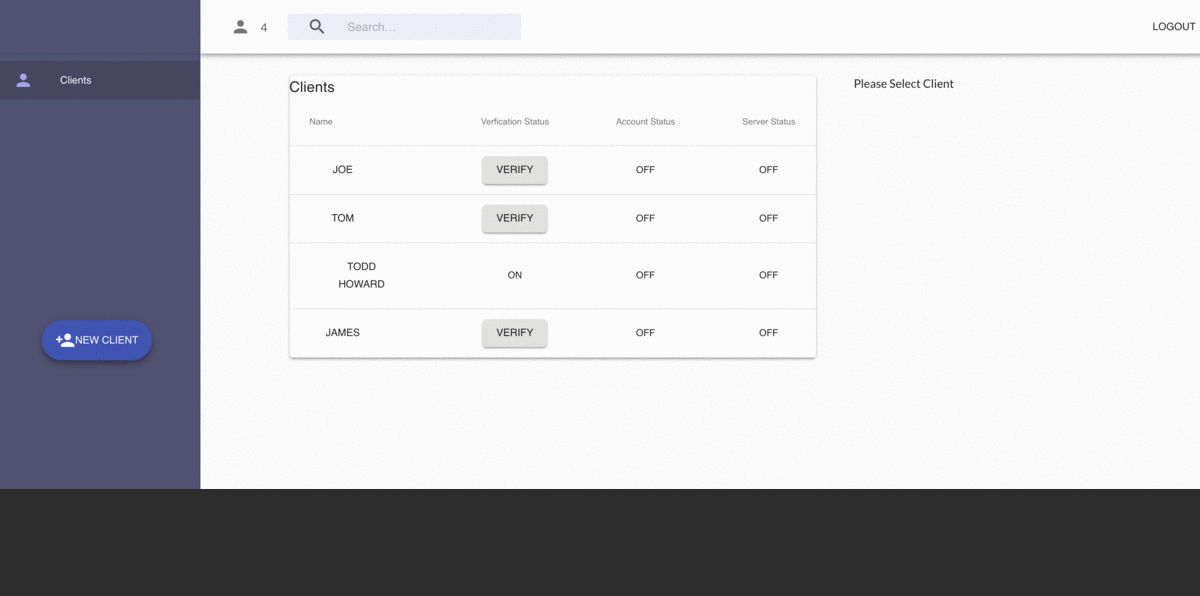 4 Search... LOGOUT
Clients
NEW CLIENT
Clients
Name Verfication Status Account Status Server Status
JOE VERIFY OFF OFF
TOM VERIFY OFF OFF
TODD
HOWARD ON OFF OFF
JAMES VERIFY OFF OFF
Please Select Client